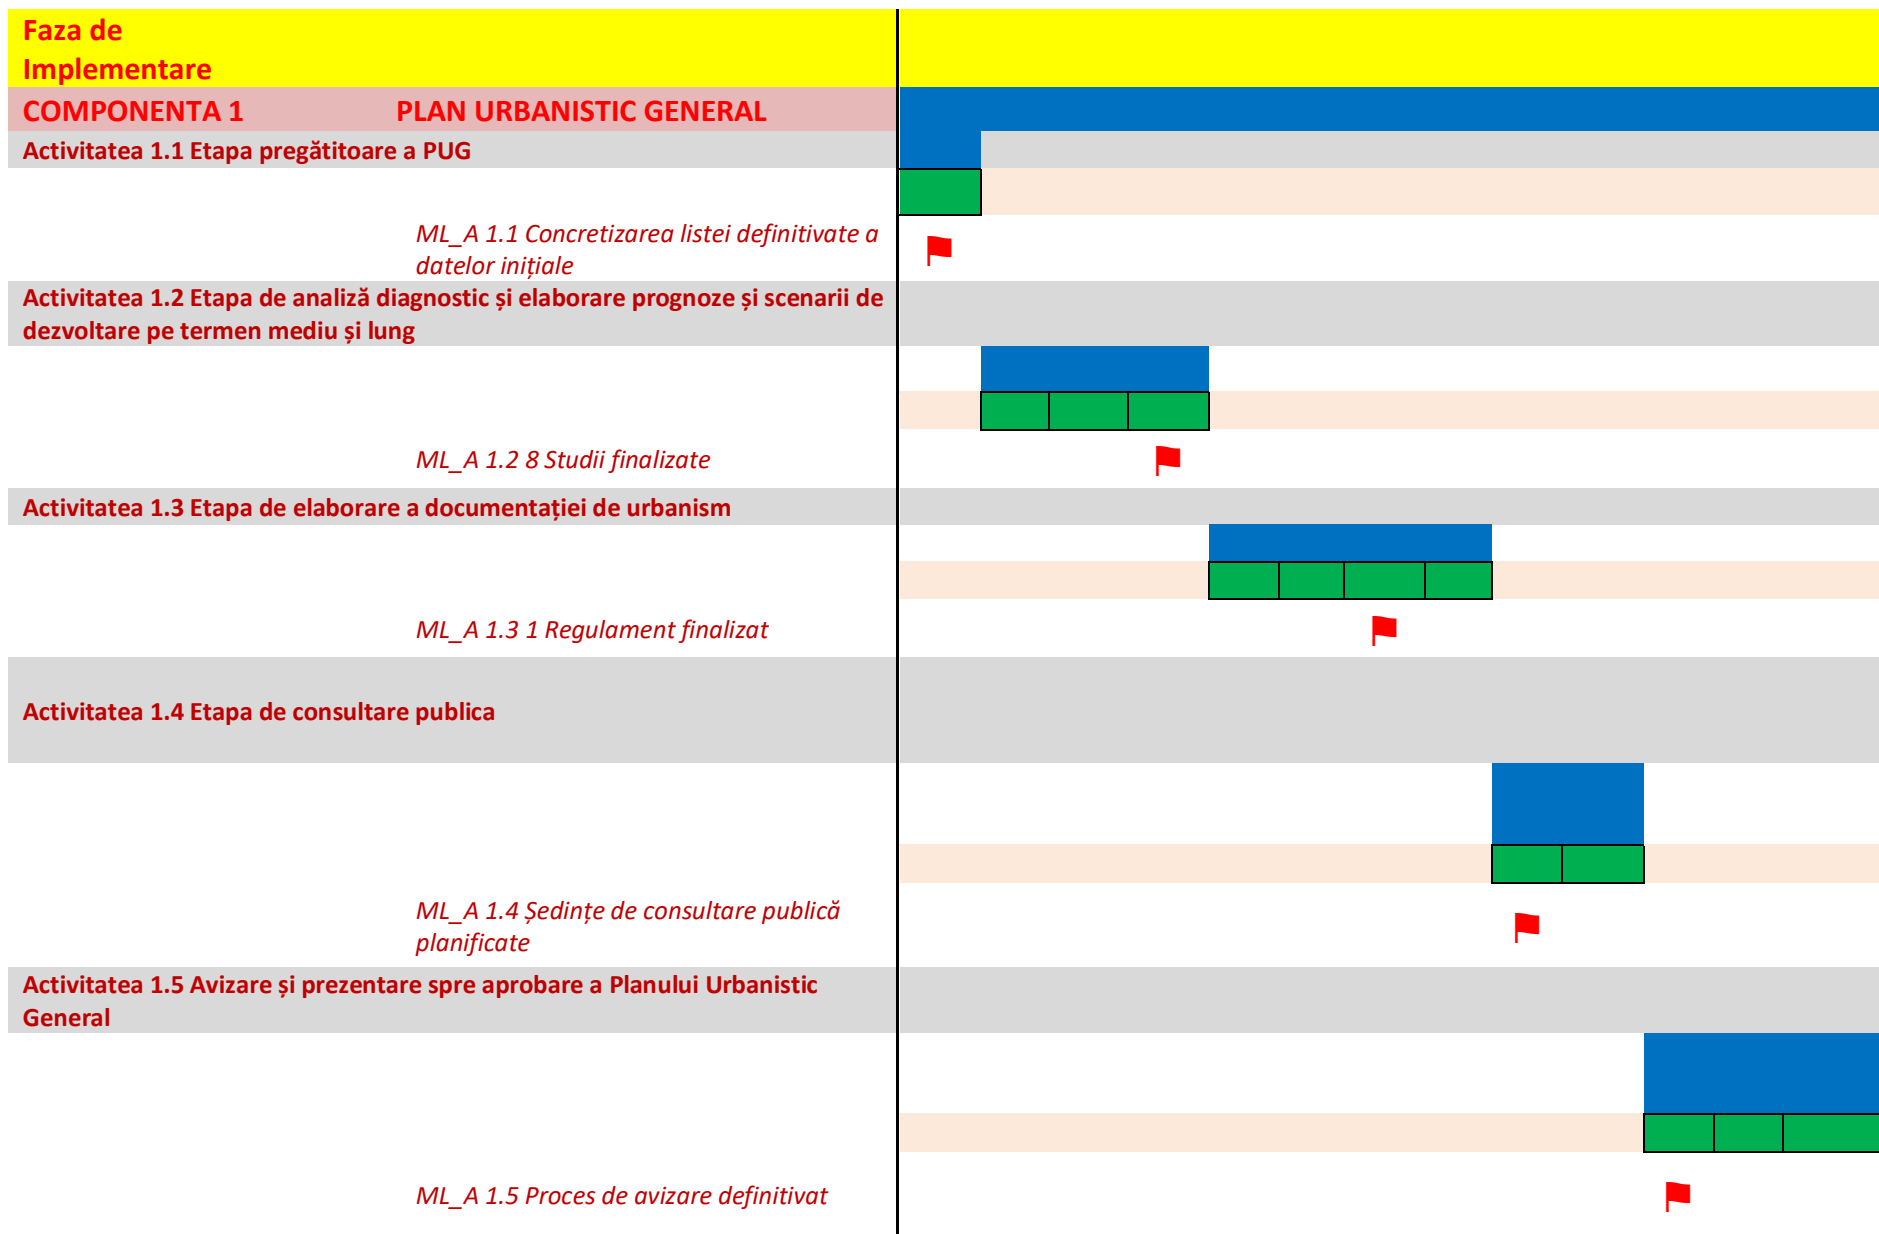 Faza de
Implementare
COMPONENTA 1 PLAN URBANISTIC GENERAL
Activitatea 1.1 Etapa pregătitoare a PUG
ML_A 1.1 Concretizarea listei definitivate a
datelor inițiale
Activitatea 1.2 Etapa de analiză diagnostic și elaborare prognoze și scenarii de
dezvoltare pe termen mediu și lung
ML_A 1.2 8 Studii finalizate
Activitatea 1.3 Etapa de elaborare a documentației de urbanism
ML_A 1.3 1 Regulament finalizat
Activitatea 1.4 Etapa de consultare publica
ML_A 1.4 Ședințe de consultare publică
planificate
Activitatea 1.5 Avizare și prezentare spre aprobare a Planului Urbanistic
General
ML_A 1.5 Proces de avizare definitivat